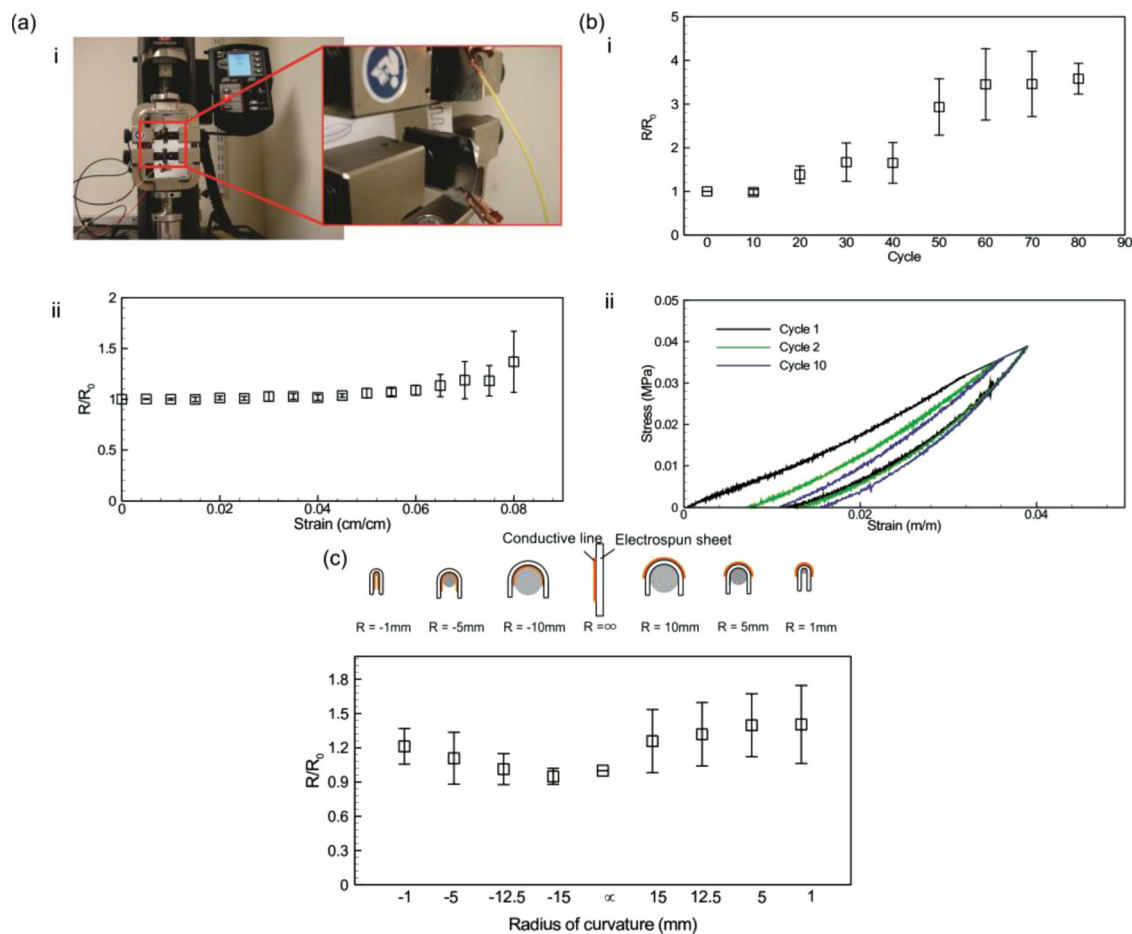 (a)
i
(b)
i
R/R0
5
4
3
2
1
0
0 10 20 30 40 50 60 70 80 90
Cycle
ii
R/R0
2
1.5
1
0.5
0
0 0.02 0.04 0.06 0.08
Strain (cm/cm)
ii
Stress (MPa)
0.05
0.04
0.03
0.02
0.01
0
Cycle 1
Cycle 2
Cycle 10
0.02 0.04
Strain (m/m)
(c)
Conductive line Electrospun sheet
R = -1mm R = -5mm R = -10mm R =∞ R = 10mm R = 5mm R = 1mm
R/R0
1.8
1.5
1.2
0.9
0.6
0.3
0
-1 -5 -12.5 -15 ∝ 15 12.5 5 1
Radius of curvature (mm)